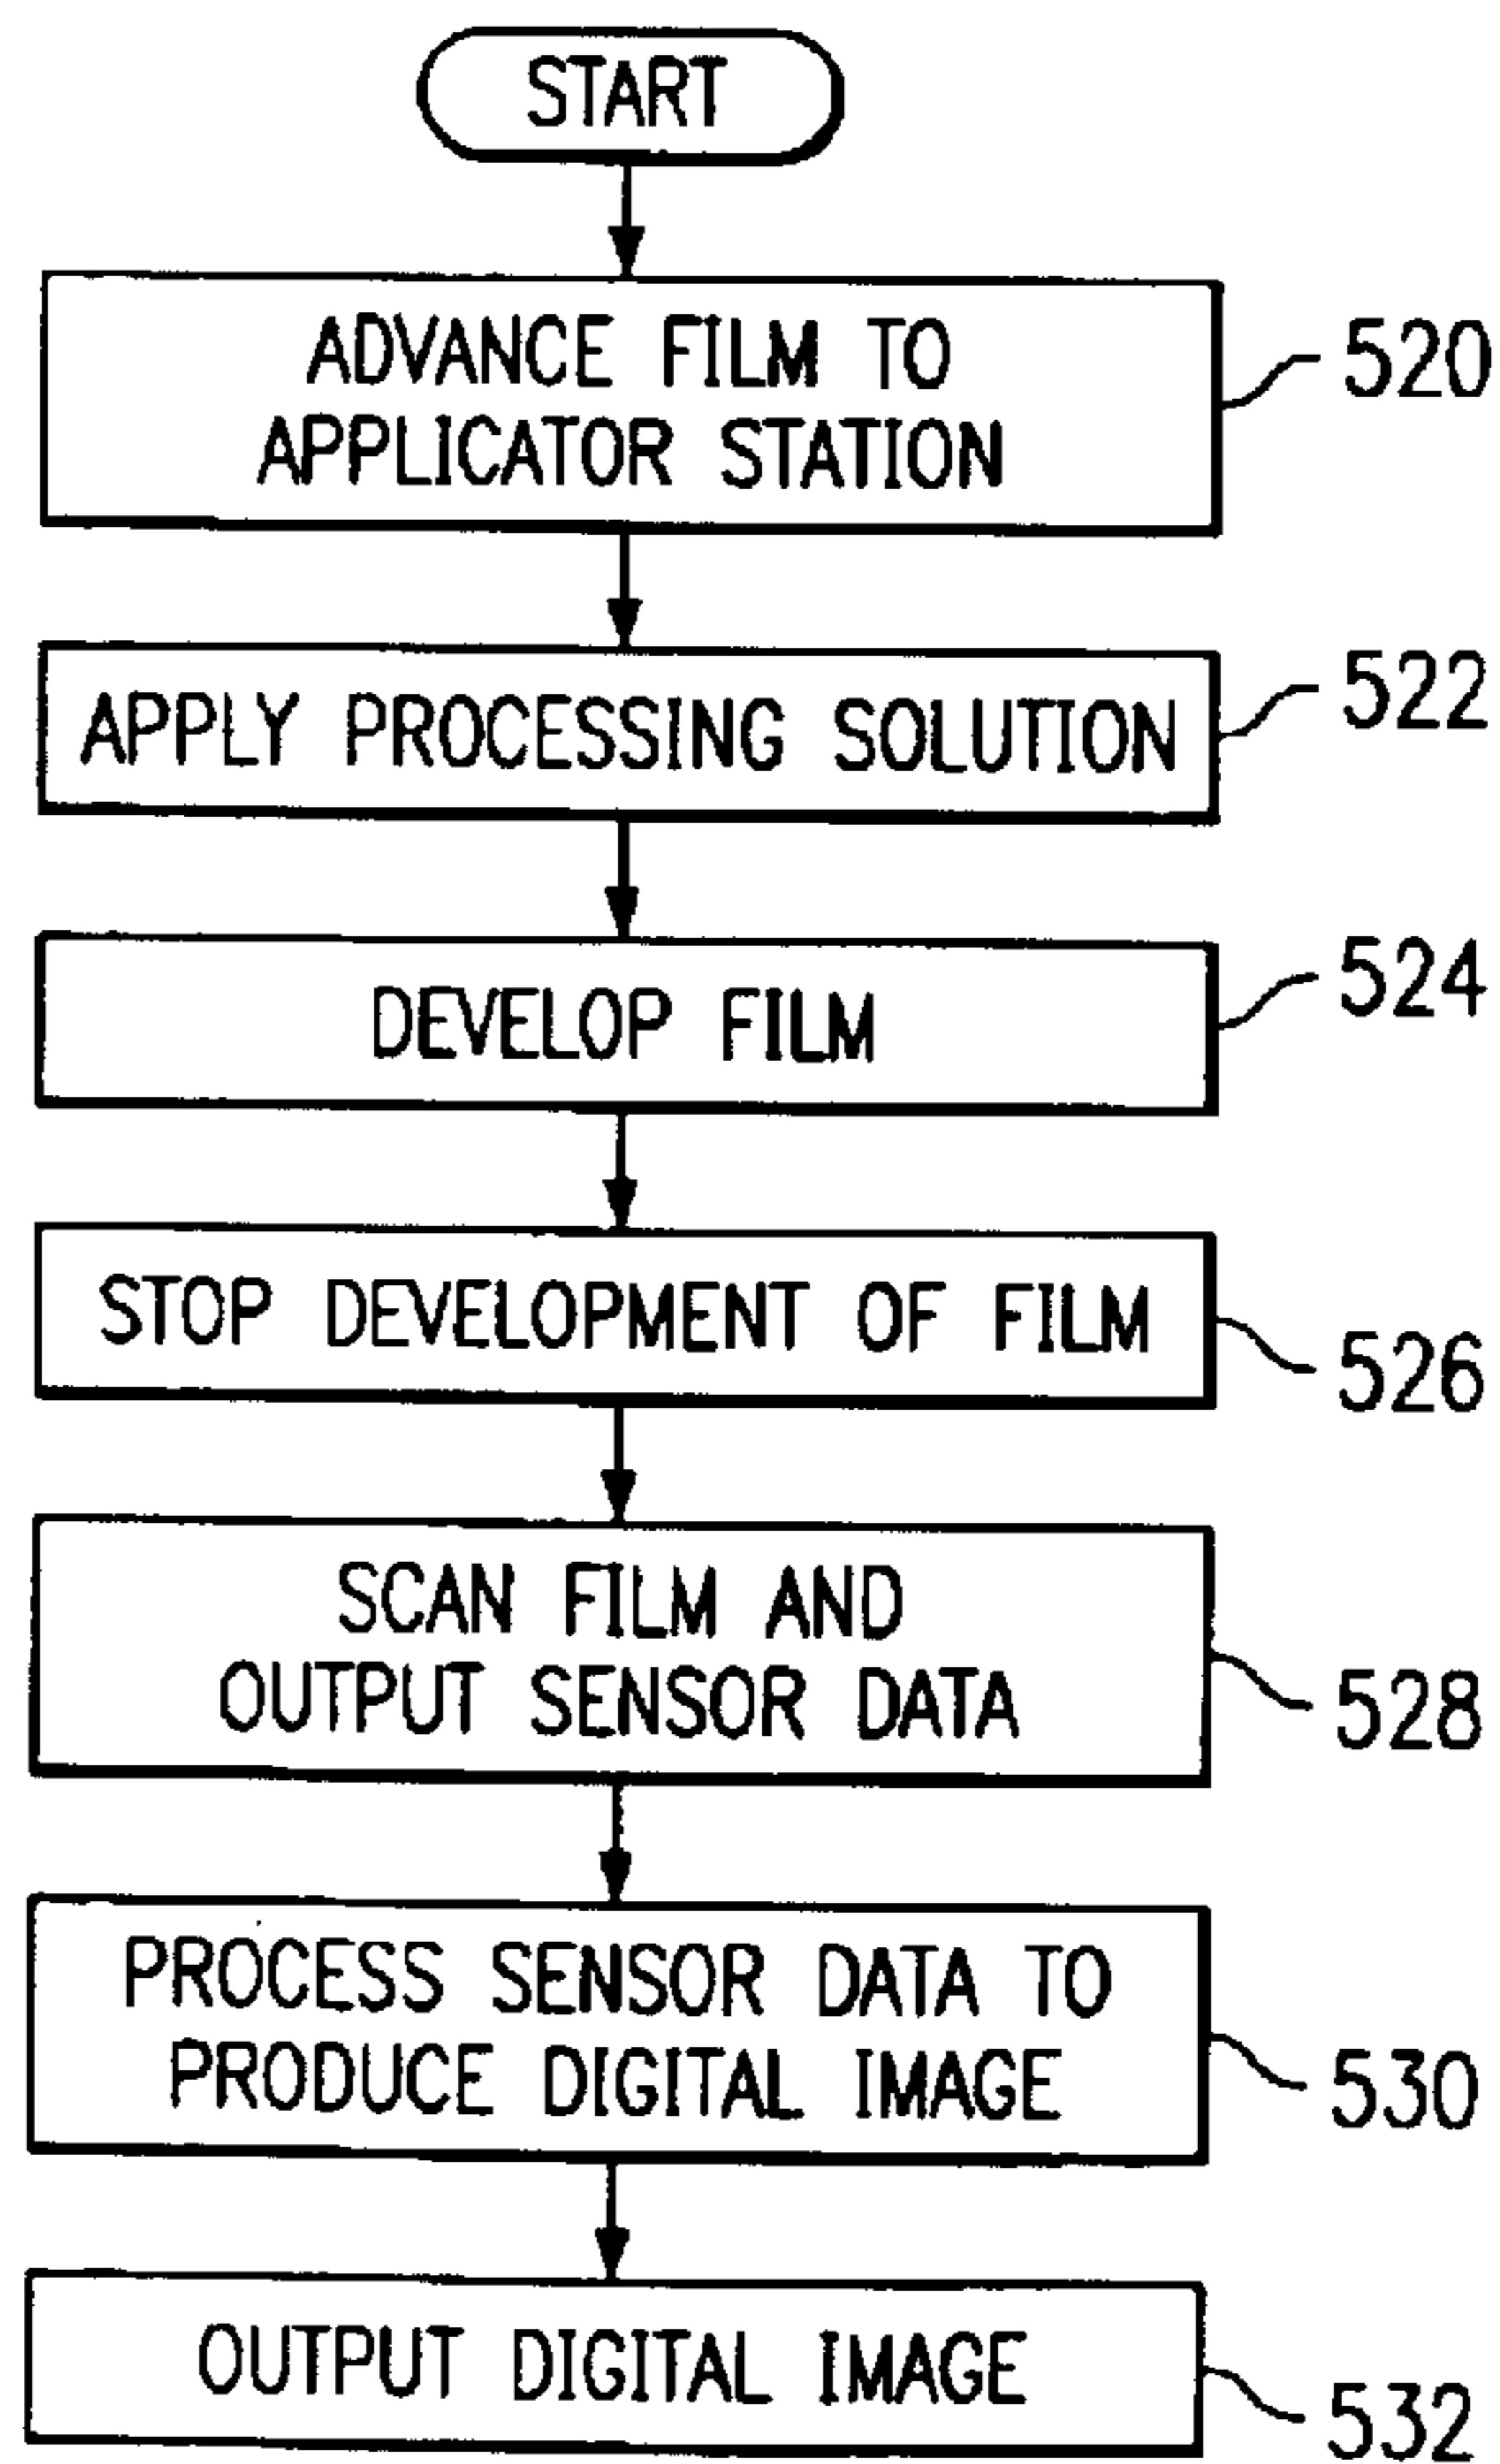 START
ADVANCE FILM TO
APPLICATOR STATION
520
APPLY PROCESSING SOLUTION
522
DEVELOP FILM
524
STOP DEVELOPMENT OF FILM
526
SCAN FILM AND
OUTPUT SENSOR DATA
528
PROCESS SENSOR DATA TO
PRODUCE DIGITAL IMAGE
530
OUTPUT DIGITAL IMAGE
532